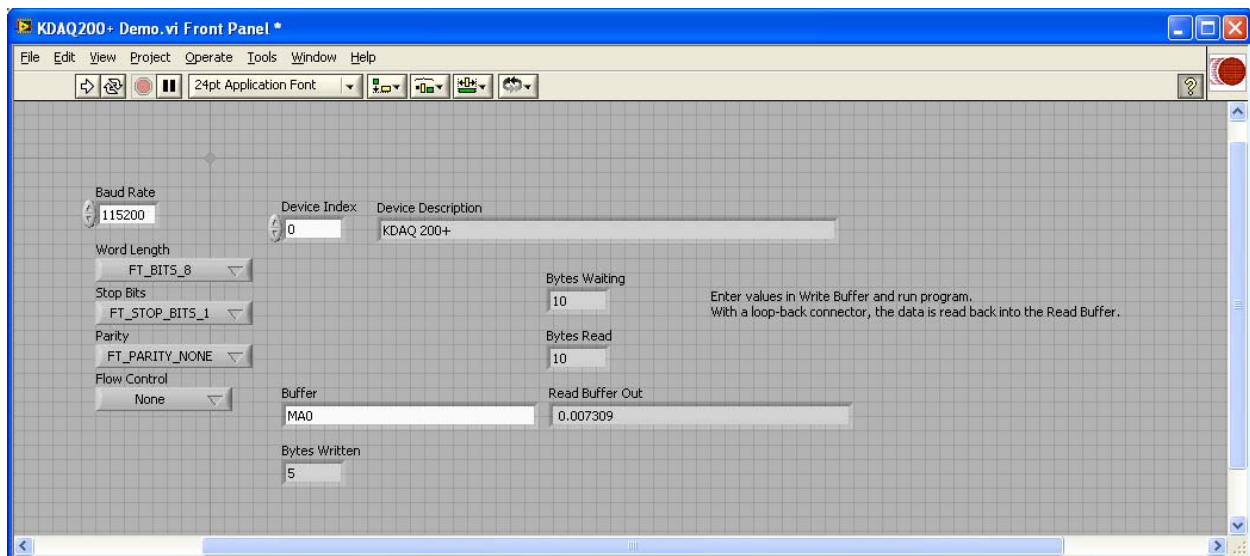 KDAQ200+ Demo.vi Front Panel *
File Edit View Project Operate Tools Window Help
24pt Application Font
Baud Rate
115200
Device Index Device Description
0 KDAQ 200+
Word Length
FT_BITS_8
Bytes Waiting
10
Stop Bits
FT_STOP_BITS_1
Enter values in Write Buffer and run program.
With a loop-back connector, the data is read back into the Read Buffer.
Parity
FT_PARITY_NONE
Bytes Read
10
Flow Control
None
Buffer Read Buffer Out
MA0 0.007309
Bytes Written
5